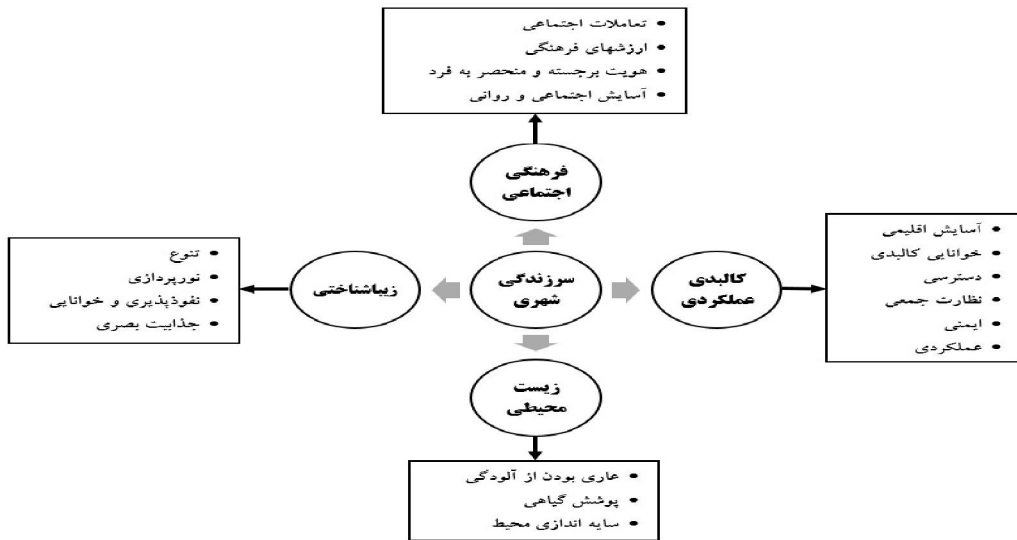 • تعاملات اجتماعی
• ارزشهای فرهنگی
• هویت برجسته و منحصر به فرد
• آسایش اجتماعی و روانی
فرهنگی
اجتماعی
• آسایش اقلیمی
• خوانایی کالبدی
• دسترسی
• نظارت جمعی
• ایمنی
• عملکردی
کالبدی
عملکردی
سرزندگی
شهری
زیباشناختی
• تنوع
• نورپردازی
• نفوذپذیری و خوانایی
• جذابیت بصری
زیست
محیطی
• عاری بودن از آلودگی
• پوشش گیاهی
• سایه اندازی محیط